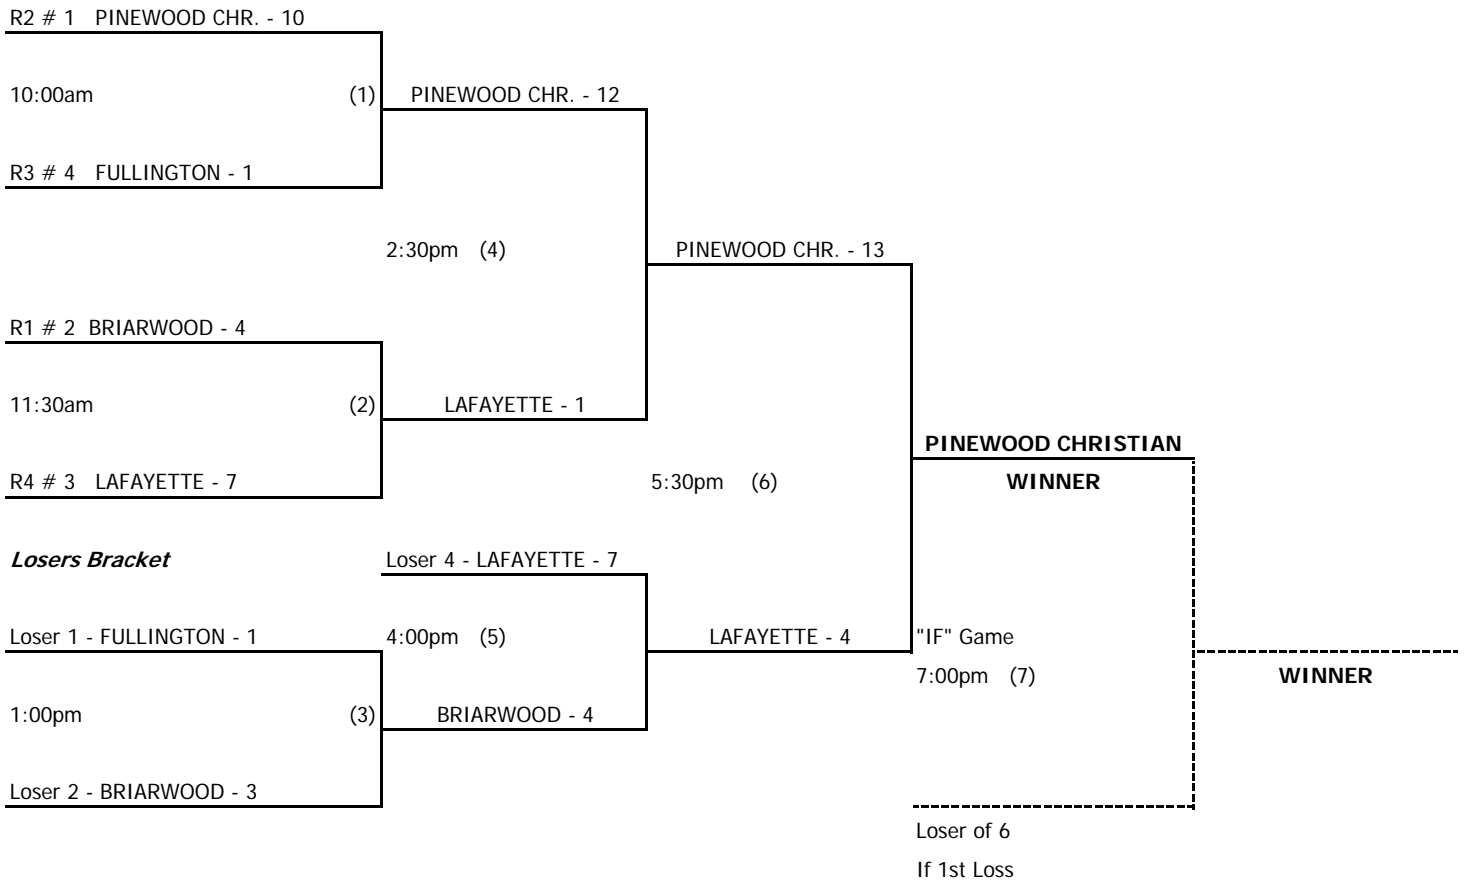 R2 # 1 PINEWOOD CHR. - 10
10:00am (1) PINEWOOD CHR. - 12
R3 # 4 FULLINGTON - 1
2:30pm (4) PINEWOOD CHR. - 13
R1 # 2 BRIARWOOD - 4
11:30am (2) LAFAYETTE - 1
PINEWOOD CHRISTIAN
R4 # 3 LAFAYETTE - 7 5:30pm (6) WINNER
Losers Bracket Loser 4 - LAFAYETTE - 7
Loser 1 - FULLINGTON - 1 4:00pm (5) LAFAYETTE - 4 "IF" Game
7:00pm (7) WINNER
1:00pm (3) BRIARWOOD - 4
Loser 2 - BRIARWOOD - 3
Loser of 6
If 1st Loss